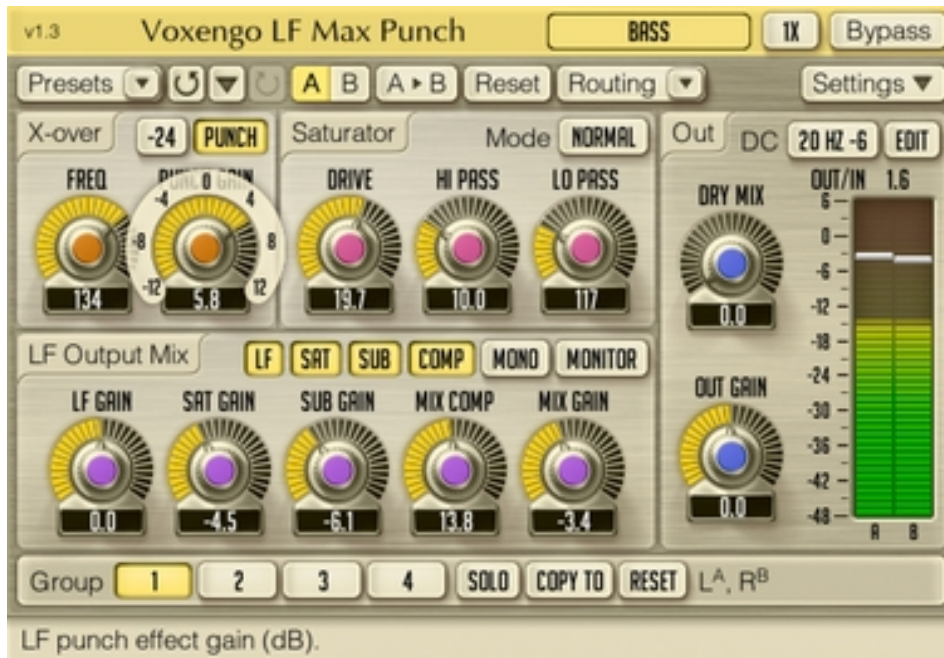 v1.3 Voxengo LF Max Punch BASS 1X Bypass
Presets A B A ▸ B Reset Routing Settings
X-over -24 PUNCH Saturator Mode NORMAL Out DC 20 HZ -6 EDIT
FREQ GAIN DRIVE HI PASS LO PASS DRY MIX OUT/IN 1.6
-12 -8 -4 0 4 8 12
134 5.8 19.7 10.0 117 0.0
LF Output Mix LF SAT SUB COMP MONO MONITOR
LF GAIN SAT GAIN SUB GAIN MIX COMP MIX GAIN OUT GAIN
0.0 -4.5 -6.1 13.8 -3.4 0.0
6
0
-6
-12
-18
-24
-30
-36
-42
-48
A B
Group 1 2 3 4 SOLO COPY TO RESET Lᴬ, Rᴮ
LF punch effect gain (dB).